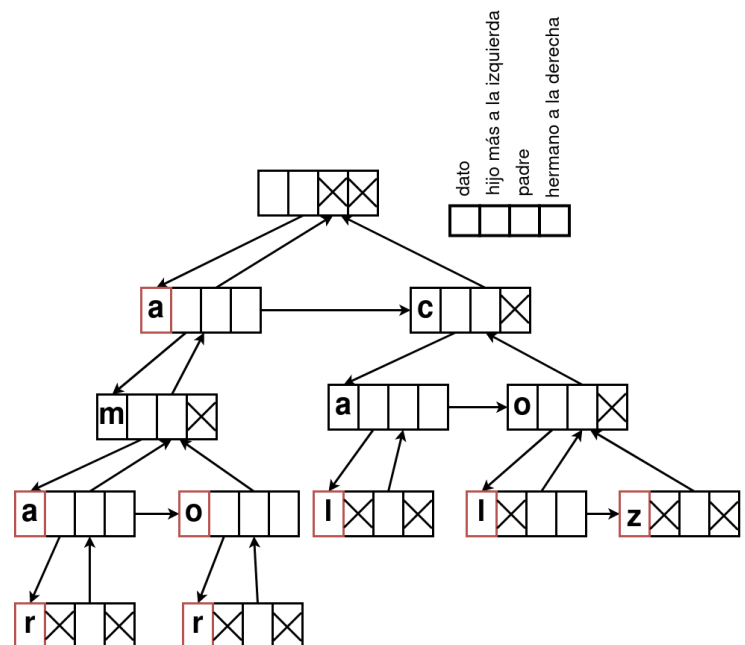 dato
hijo más a la izquierda
padre
hermano a la derecha
a
c
m
a
o
a
o
l
l
z
r
r